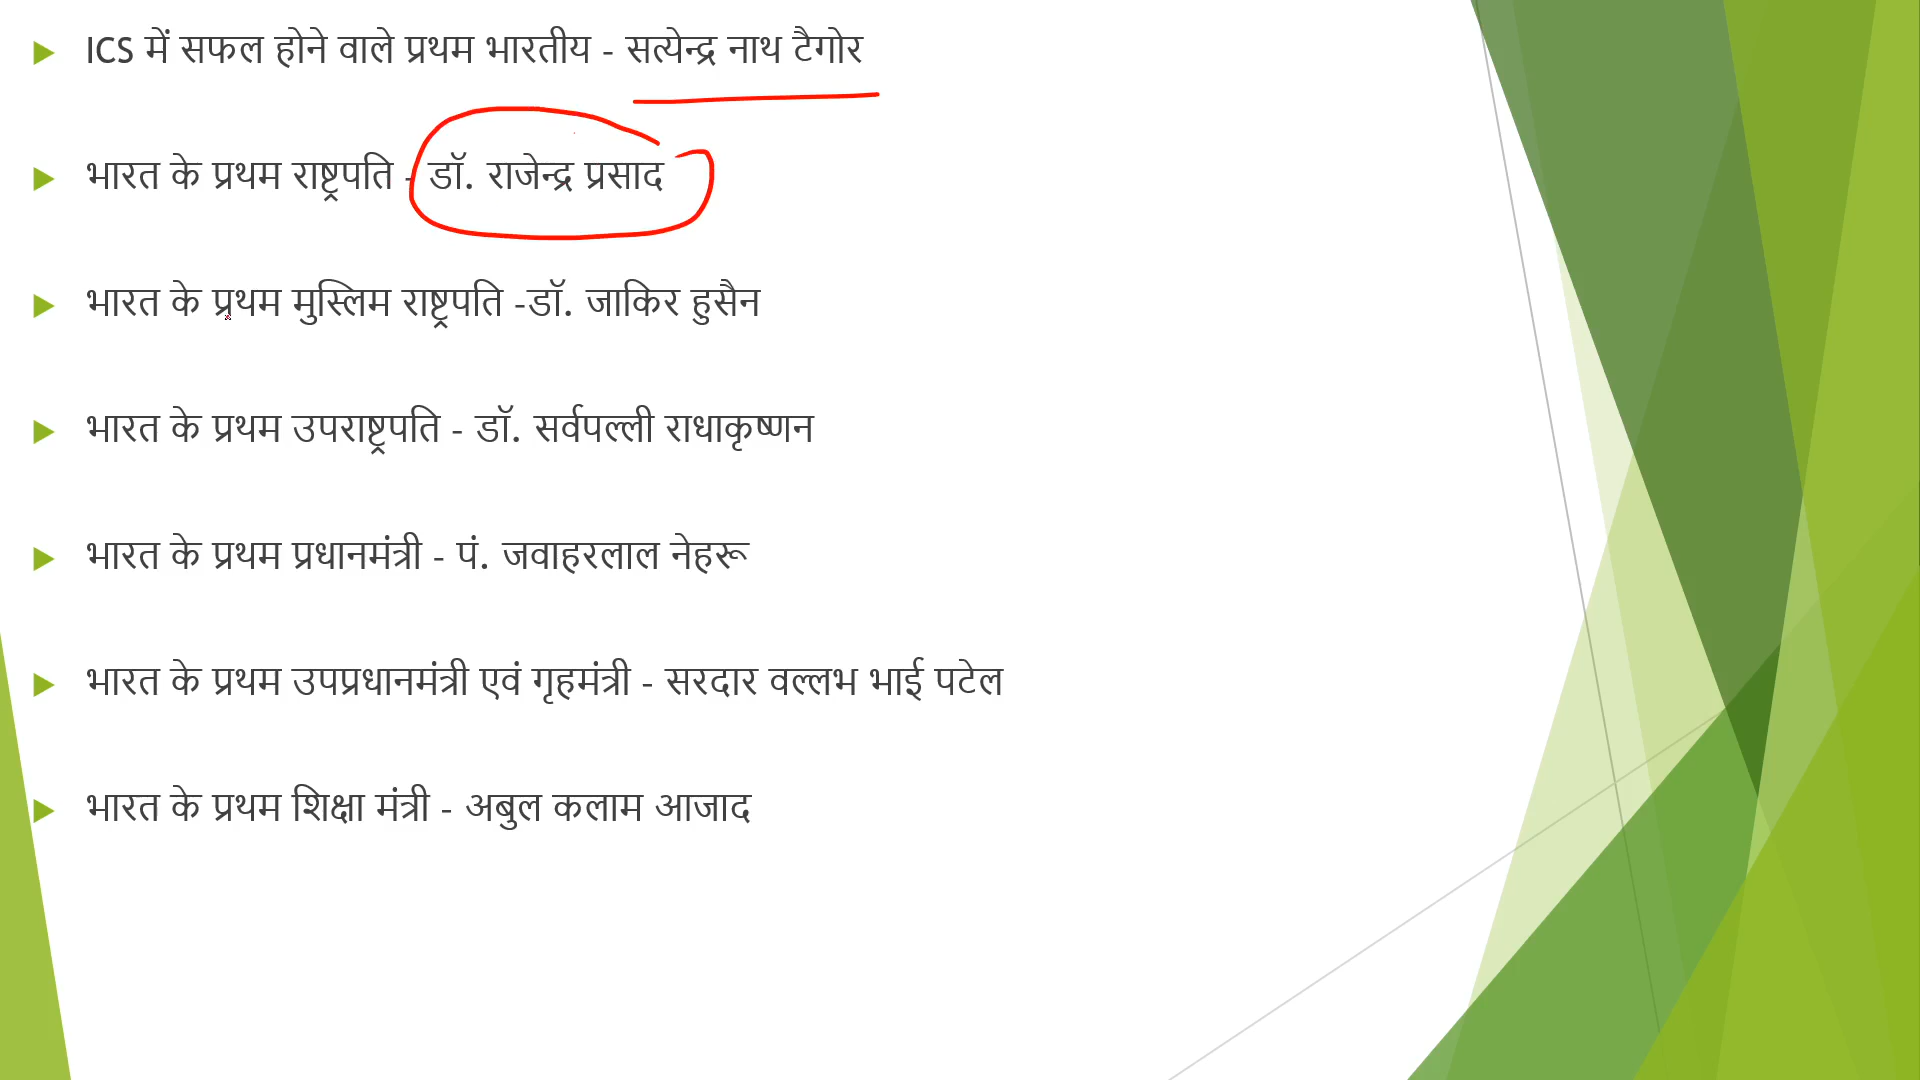 ICS में सफल होने वाले प्रथम भारतीय - सत्येन्द्र नाथ टैगोर
भारत के प्रथम राष्ट्रपति - डॉ. राजेन्द्र प्रसाद
भारत के प्रथम मुस्लिम राष्ट्रपति -डॉ. जाकिर हुसैन
भारत के प्रथम उपराष्ट्रपति - डॉ. सर्वपल्ली राधाकृष्णन
भारत के प्रथम प्रधानमंत्री - पं. जवाहरलाल नेहरू
भारत के प्रथम उपप्रधानमंत्री एवं गृहमंत्री - सरदार वल्लभ भाई पटेल
भारत के प्रथम शिक्षा मंत्री - अबुल कलाम आजाद